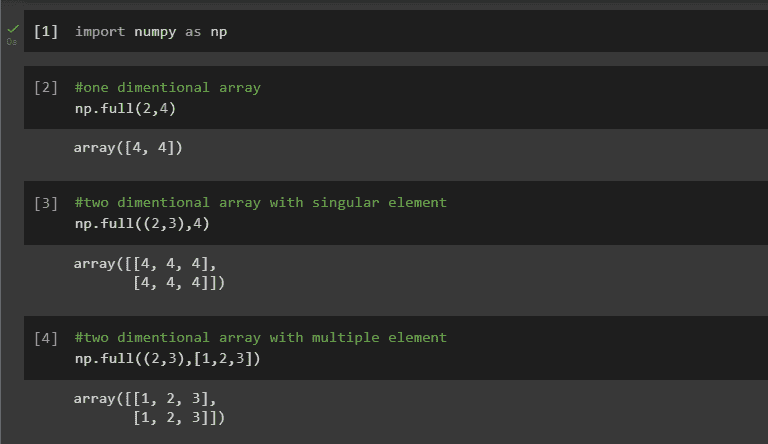 [1] import numpy as np
0s
[2] #one dimentional array
np.full(2,4)
array([4, 4])
[3] #two dimentional array with singular element
np.full((2,3),4)
array([[4, 4, 4],
[4, 4, 4]])
[4] #two dimentional array with multiple element
np.full((2,3),[1,2,3])
array([[1, 2, 3],
[1, 2, 3]])